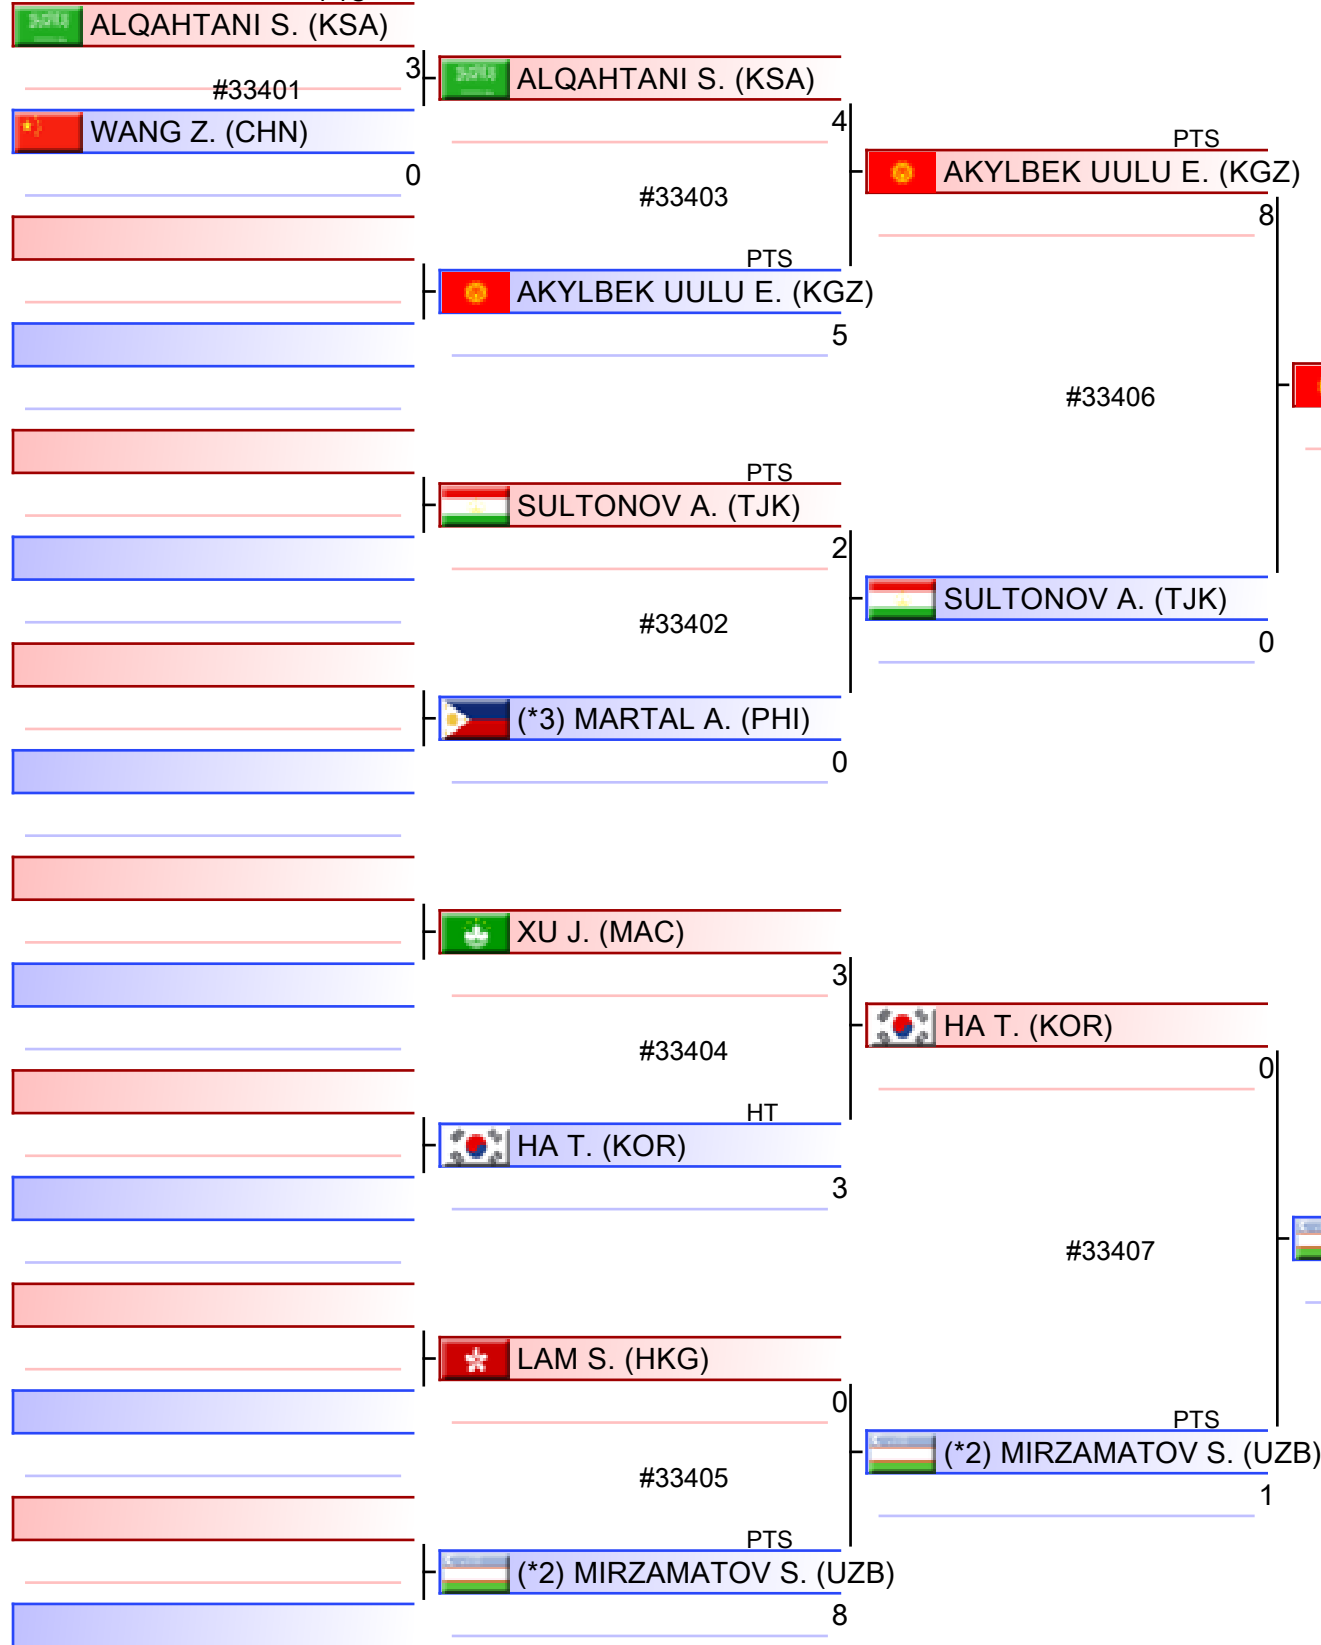 ALQAHTANI S. (KSA)
3
#33401
WANG Z. (CHN)
0
ALQAHTANI S. (KSA)
4
#33403
PTS
AKYLBEK UULU E. (KGZ)
5
PTS
SULTONOV A. (TJK)
2
#33402
(*3) MARTAL A. (PHI)
0
XU J. (MAC)
3
#33404
HT
HA T. (KOR)
3
LAM S. (HKG)
0
#33405
PTS
(*2) MIRZAMATOV S. (UZB)
8
PTS
AKYLBEK UULU E. (KGZ)
8
#33406
SULTONOV A. (TJK)
0
HA T. (KOR)
0
#33407
PTS
(*2) MIRZAMATOV S. (UZB)
1